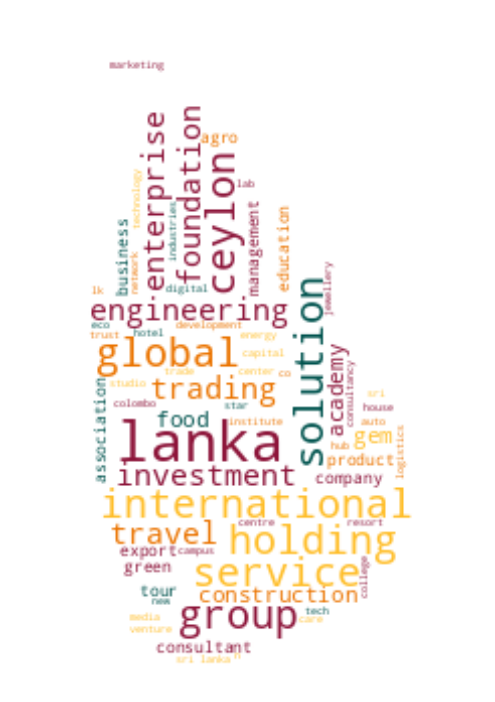 marketing
enterprise
foundation
agro
ceylon
lab
technology
industries
management
education
business
network
digital
jewellery
lk
engineering
solution
eco
trust
hotel
development
energy
global
capital
academy
consultancy
trade
center
co
studio
trading
association
sri
colombo
star
house
food
institute
auto
lanka
gem
logistics
hub
product
investment
company
international
travel
centre
resort
holding
export
campus
green
service
college
tour
construction
new
group
tech
media
care
venture
consultant
sri lanka